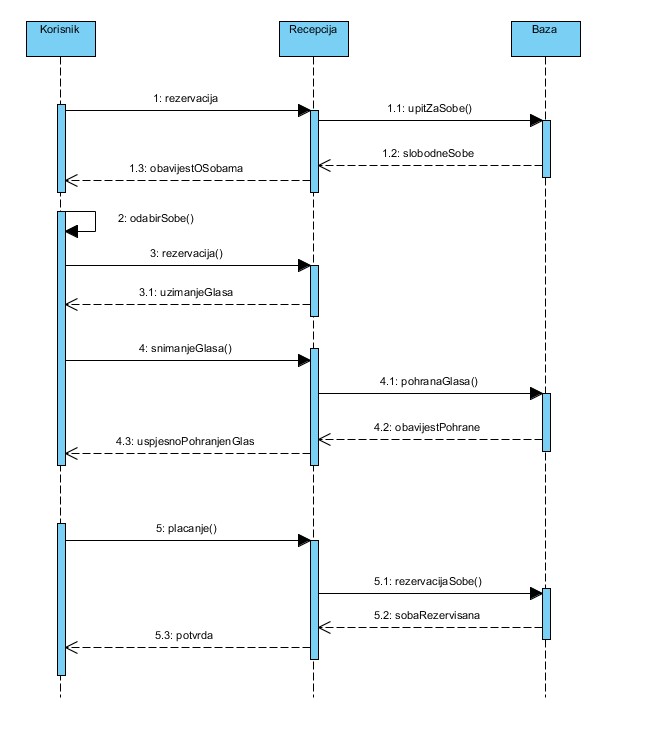 Korisnik
Recepcija
Baza
1: rezervacija
1.1: upitZaSobe()
1.2: slobodneSobe
1.3: obavijestOSobama
2: odabirSobe()
3: rezervacija()
3.1: uzimanjeGlasa
4: snimanjeGlasa()
4.1: pohranaGlasa()
4.2: obavijestPohrane
4.3: uspjesnoPohranjenGlas
5: placanje()
5.1: rezervacijaSobe()
5.2: sobaRezervisana
5.3: potvrda